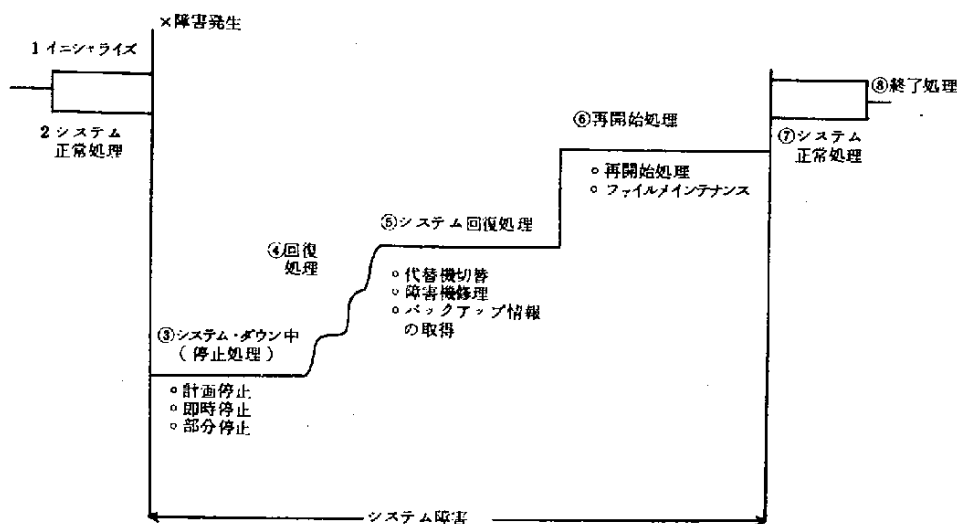 ×障害発生
1イニシャライズ
2システム
正常処理
③システム・ダウン中
(停止処理)
○計画停止
○即時停止
○部分停止
④回復
処理
⑤システム回復処理
○代替機切替
○障害機修理
○バックアップ情報
の取得
⑥再開始処理
○再開始処理
○ファイルメインテナンス
⑦システム
正常処理
⑧終了処理
システム障害